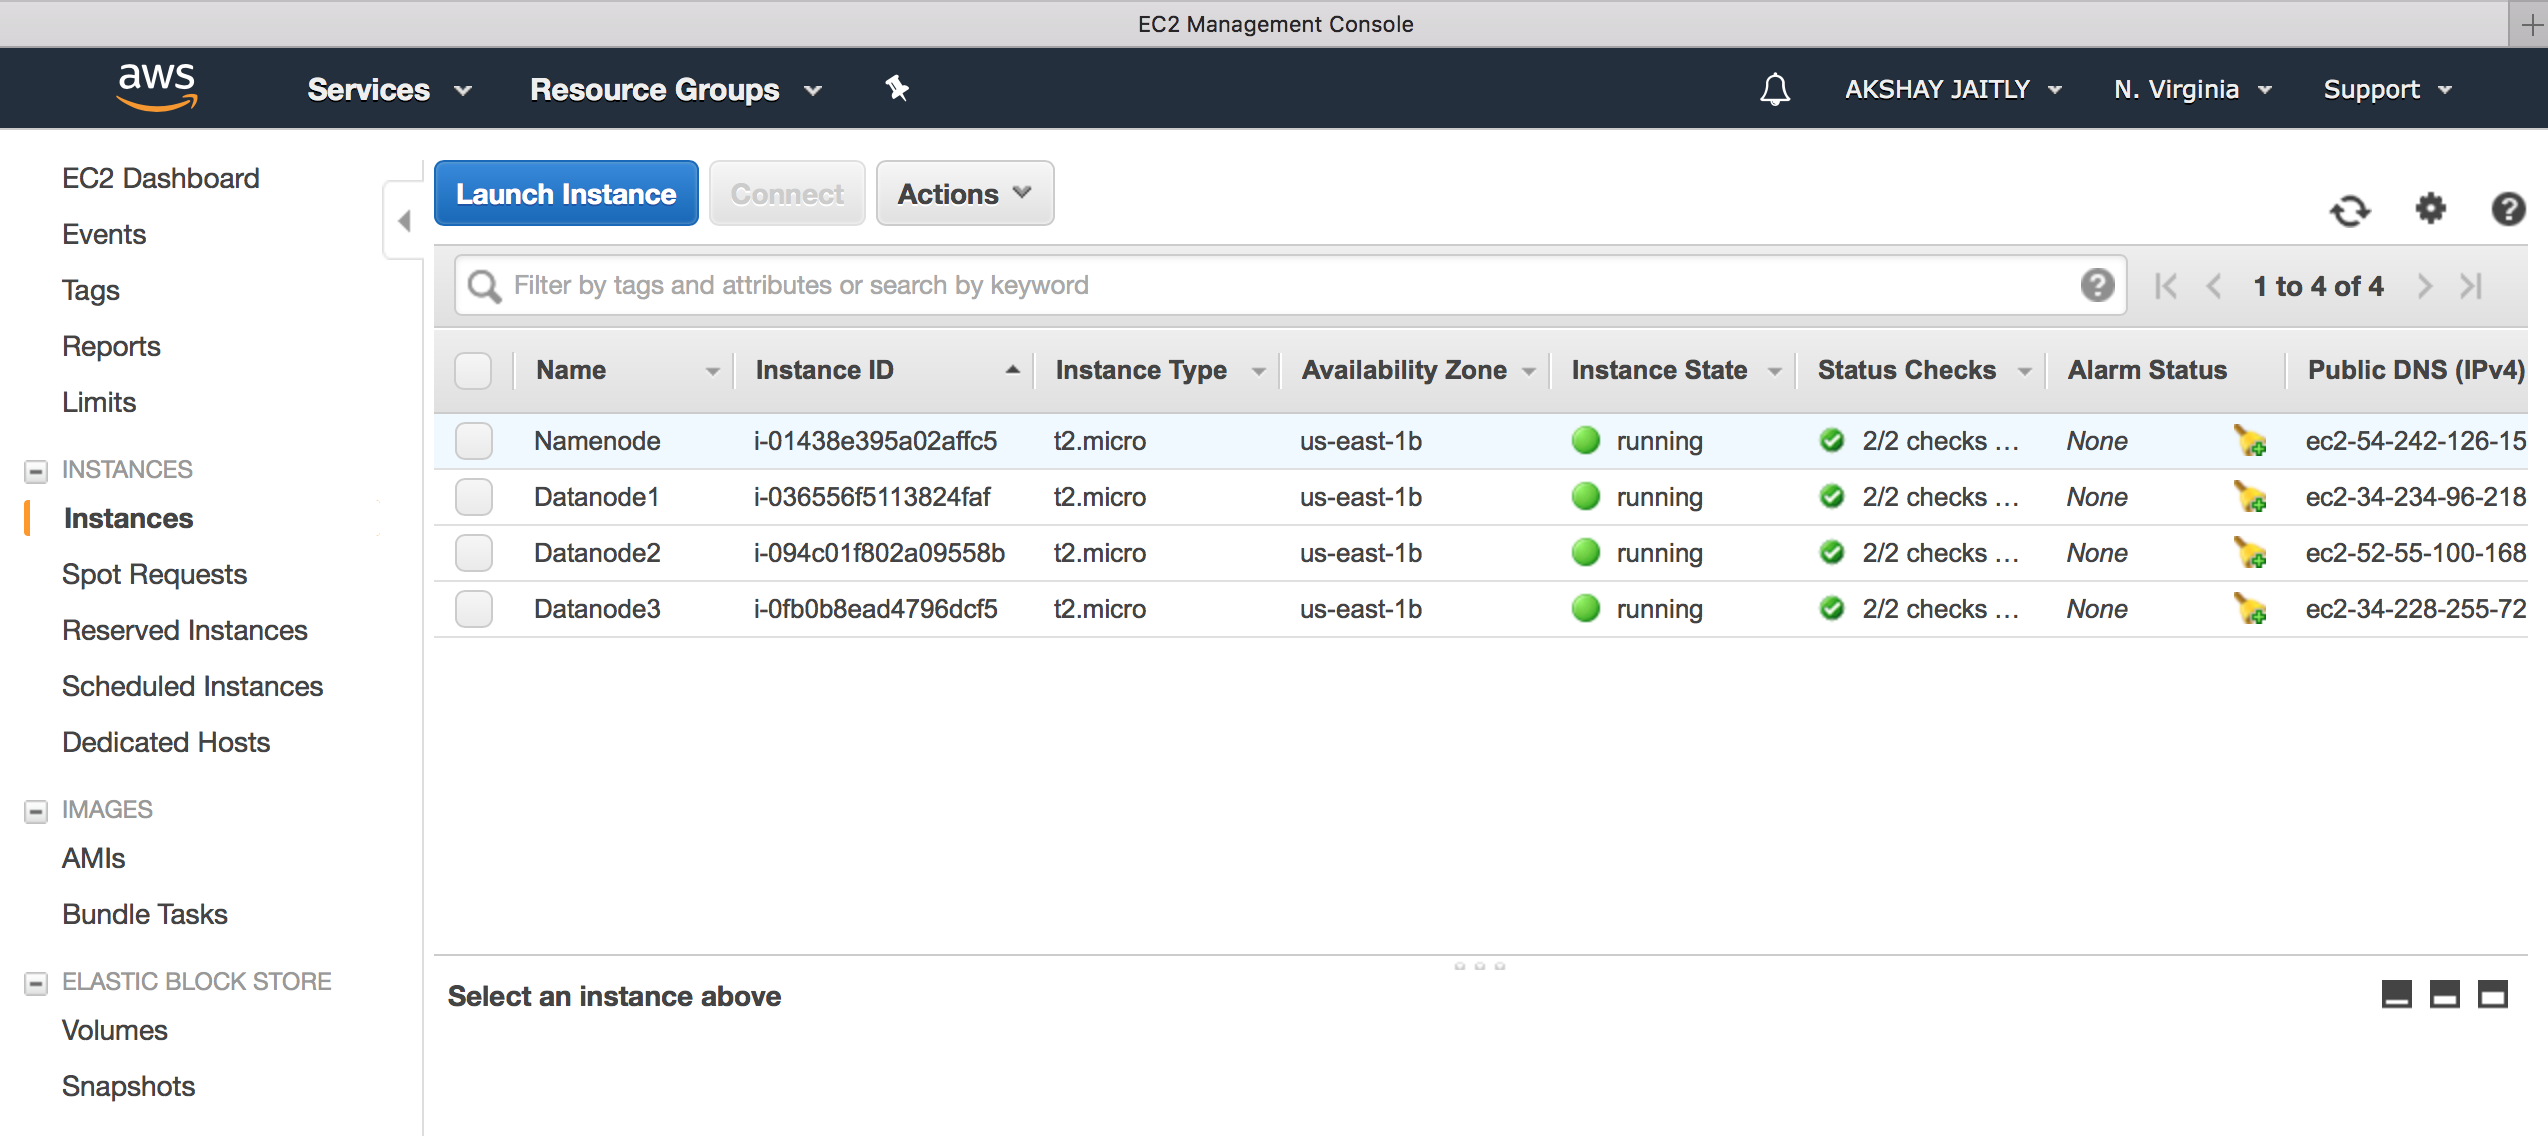 EC2 Management Console
aws Services Resource Groups AKSHAY JAITLY N. Virginia Support
EC2 Dashboard
Events
Tags
Reports
Limits
INSTANCES
Instances
Spot Requests
Reserved Instances
Scheduled Instances
Dedicated Hosts
IMAGES
AMIs
Bundle Tasks
ELASTIC BLOCK STORE
Volumes
Snapshots
Launch Instance Connect Actions
Filter by tags and attributes or search by keyword 1 to 4 of 4
Name Instance ID Instance Type Availability Zone Instance State Status Checks Alarm Status Public DNS (IPv4)
Namenode i-01438e395a02affc5 t2.micro us-east-1b running 2/2 checks ... None ec2-54-242-126-15
Datanode1 i-036556f5113824faf t2.micro us-east-1b running 2/2 checks ... None ec2-34-234-96-218
Datanode2 i-094c01f802a09558b t2.micro us-east-1b running 2/2 checks ... None ec2-52-55-100-168
Datanode3 i-0fb0b8ead4796dcf5 t2.micro us-east-1b running 2/2 checks ... None ec2-34-228-255-72
Select an instance above